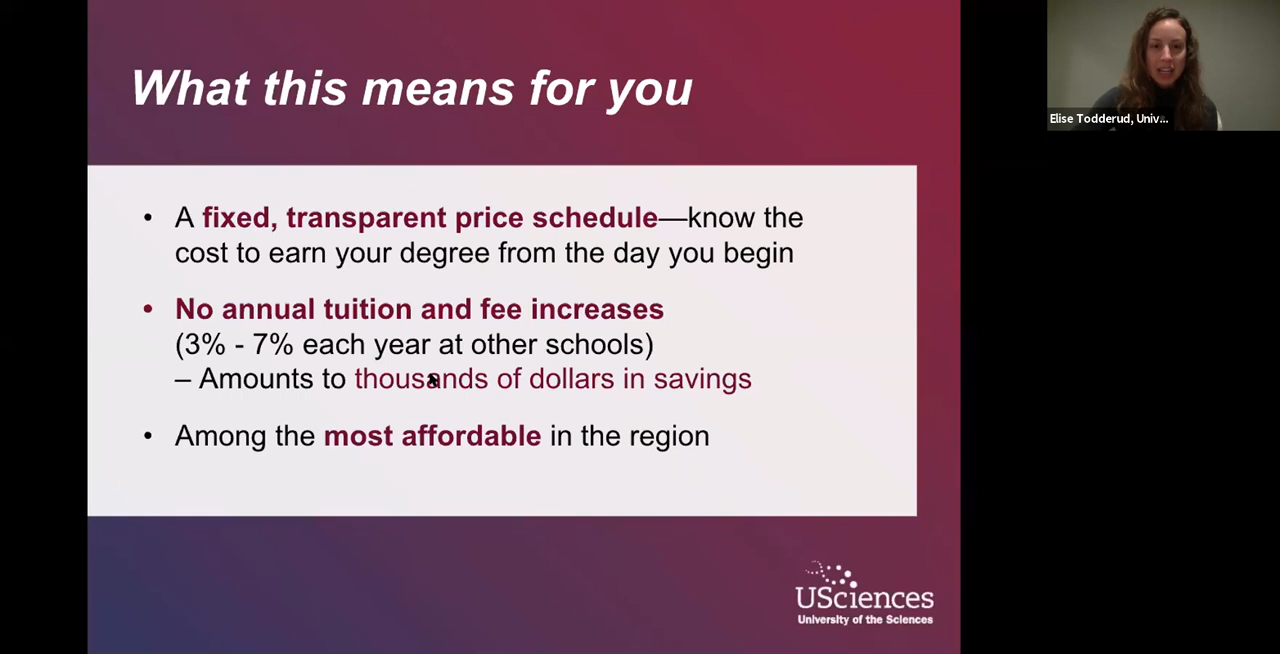 What this means for you
• A fixed, transparent price schedule—know the
cost to earn your degree from the day you begin
• No annual tuition and fee increases
(3% - 7% each year at other schools)
– Amounts to thousands of dollars in savings
• Among the most affordable in the region
USciences
University of the Sciences
Elise Todderud, Univ...